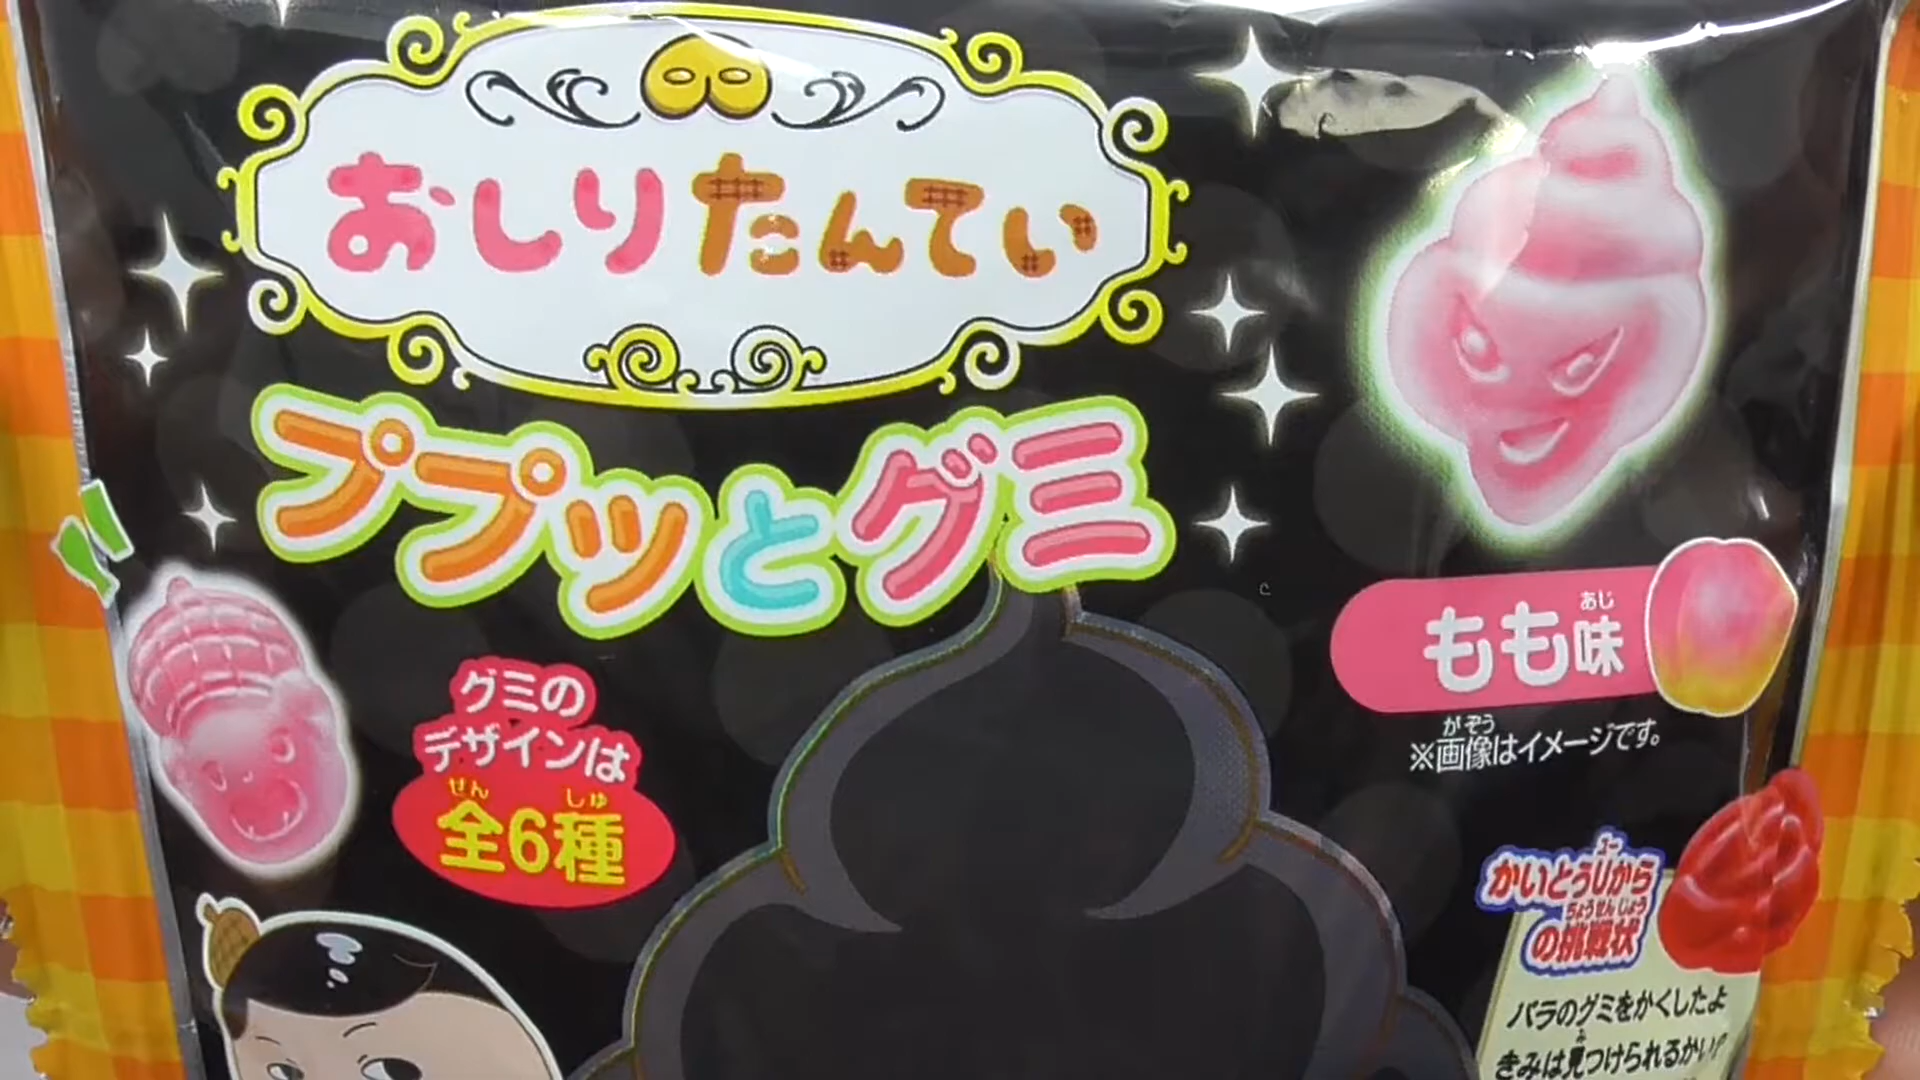 おしりたんてい
ププッとグミ
グミの
デザインは
ぜん しゅ
全6種
あじ
もも味
がぞう
※画像はイメージです。
ユー
かいとうUから
ちょうせんじょう
の挑戦状
バラのグミをかくしたよ
み
きみは見つけられるかい?